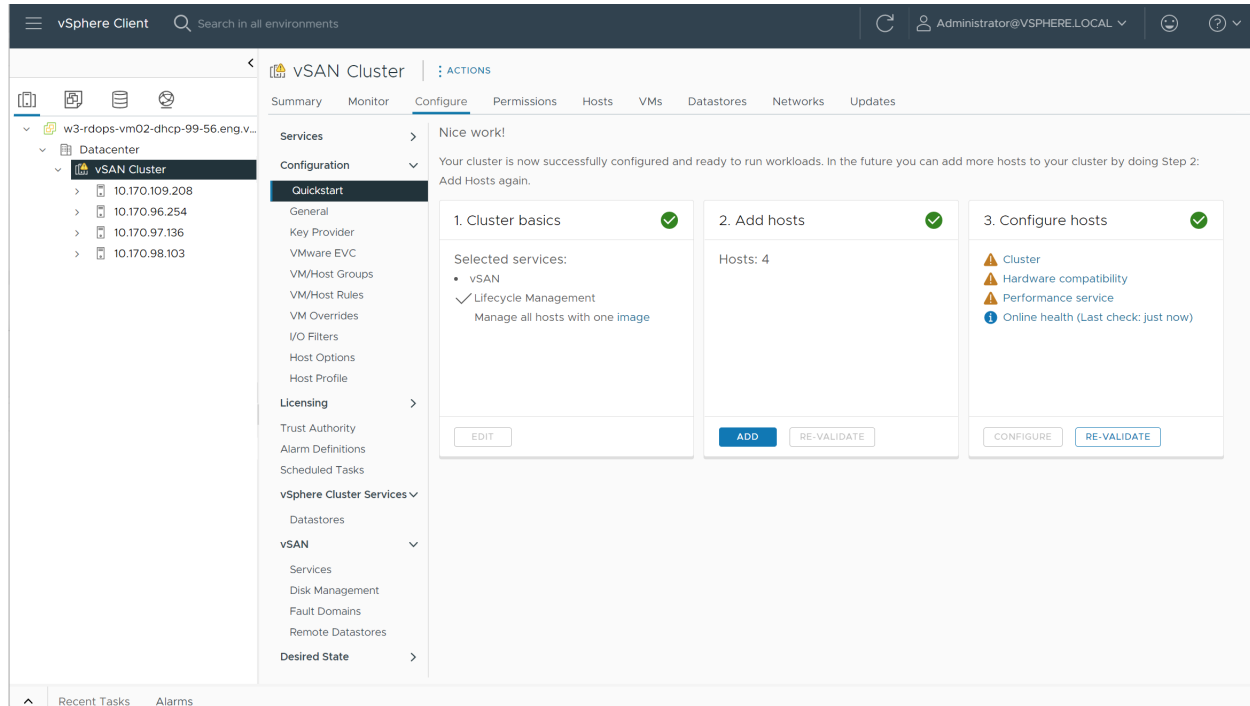 vSphere Client
Search in all environments
Administrator@VSPHERE.LOCAL
vSAN Cluster
ACTIONS
Summary Monitor Configure Permissions Hosts VMs Datastores Networks Updates
w3-rdops-vm02-dhcp-99-56.eng.v...
Datacenter
vSAN Cluster
10.170.109.208
10.170.96.254
10.170.97.136
10.170.98.103
Services
Configuration
Quickstart
General
Key Provider
VMware EVC
VM/Host Groups
VM/Host Rules
VM Overrides
I/O Filters
Host Options
Host Profile
Licensing
Trust Authority
Alarm Definitions
Scheduled Tasks
vSphere Cluster Services
Datastores
vSAN
Services
Disk Management
Fault Domains
Remote Datastores
Desired State
Nice work!
Your cluster is now successfully configured and ready to run workloads. In the future you can add more hosts to your cluster by doing Step 2:
Add Hosts again.
1. Cluster basics
Selected services:
• vSAN
Lifecycle Management
Manage all hosts with one image
EDIT
2. Add hosts
Hosts: 4
ADD RE-VALIDATE
3. Configure hosts
Cluster
Hardware compatibility
Performance service
Online health (Last check: just now)
CONFIGURE RE-VALIDATE
Recent Tasks Alarms